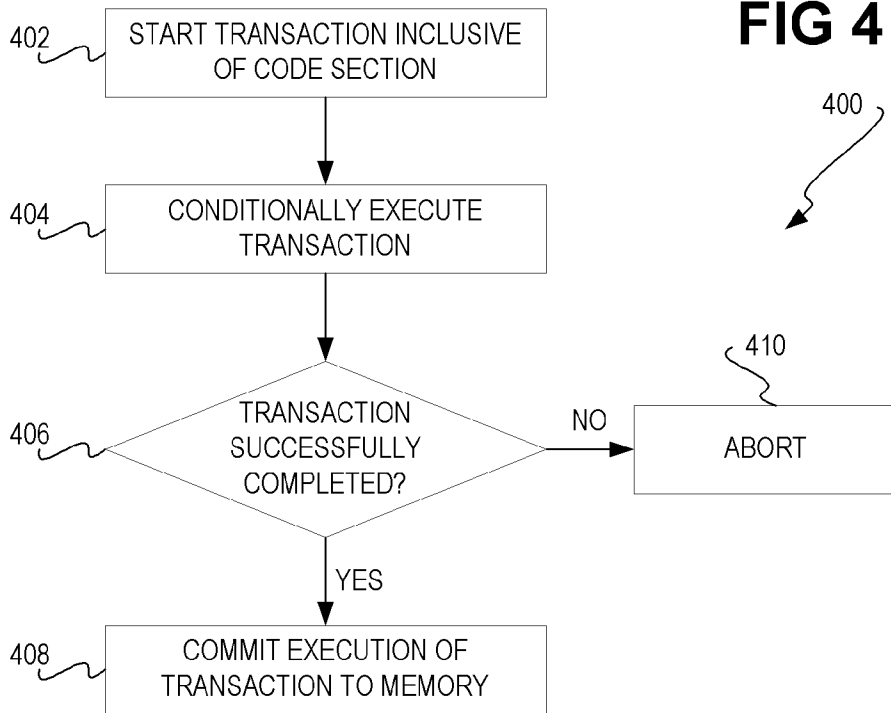 FIG 4
400
402
START TRANSACTION INCLUSIVE
OF CODE SECTION
404
CONDITIONALLY EXECUTE
TRANSACTION
406
TRANSACTION
SUCCESSFULLY
COMPLETED?
NO
410
ABORT
YES
408
COMMIT EXECUTION OF
TRANSACTION TO MEMORY